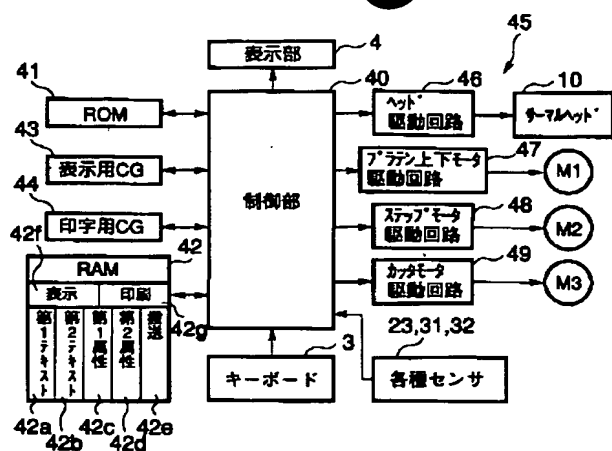 4
45
表示部
41
40
46
10
ROM
ヘッド
駆動回路
サーマルヘッド
43
表示用CG
47
プラテン上下モータ
駆動回路
M1
44
制御部
印字用CG
48
ステップモータ
駆動回路
M2
42f
42
RAM
49
表示
印刷
カッタモータ
駆動回路
M3
42g
第1テキスト
第2テキスト
第1属性
第2属性
搬送
3
23,31,32
キーボード
各種センサ
42a
42c
42e
42b
42d